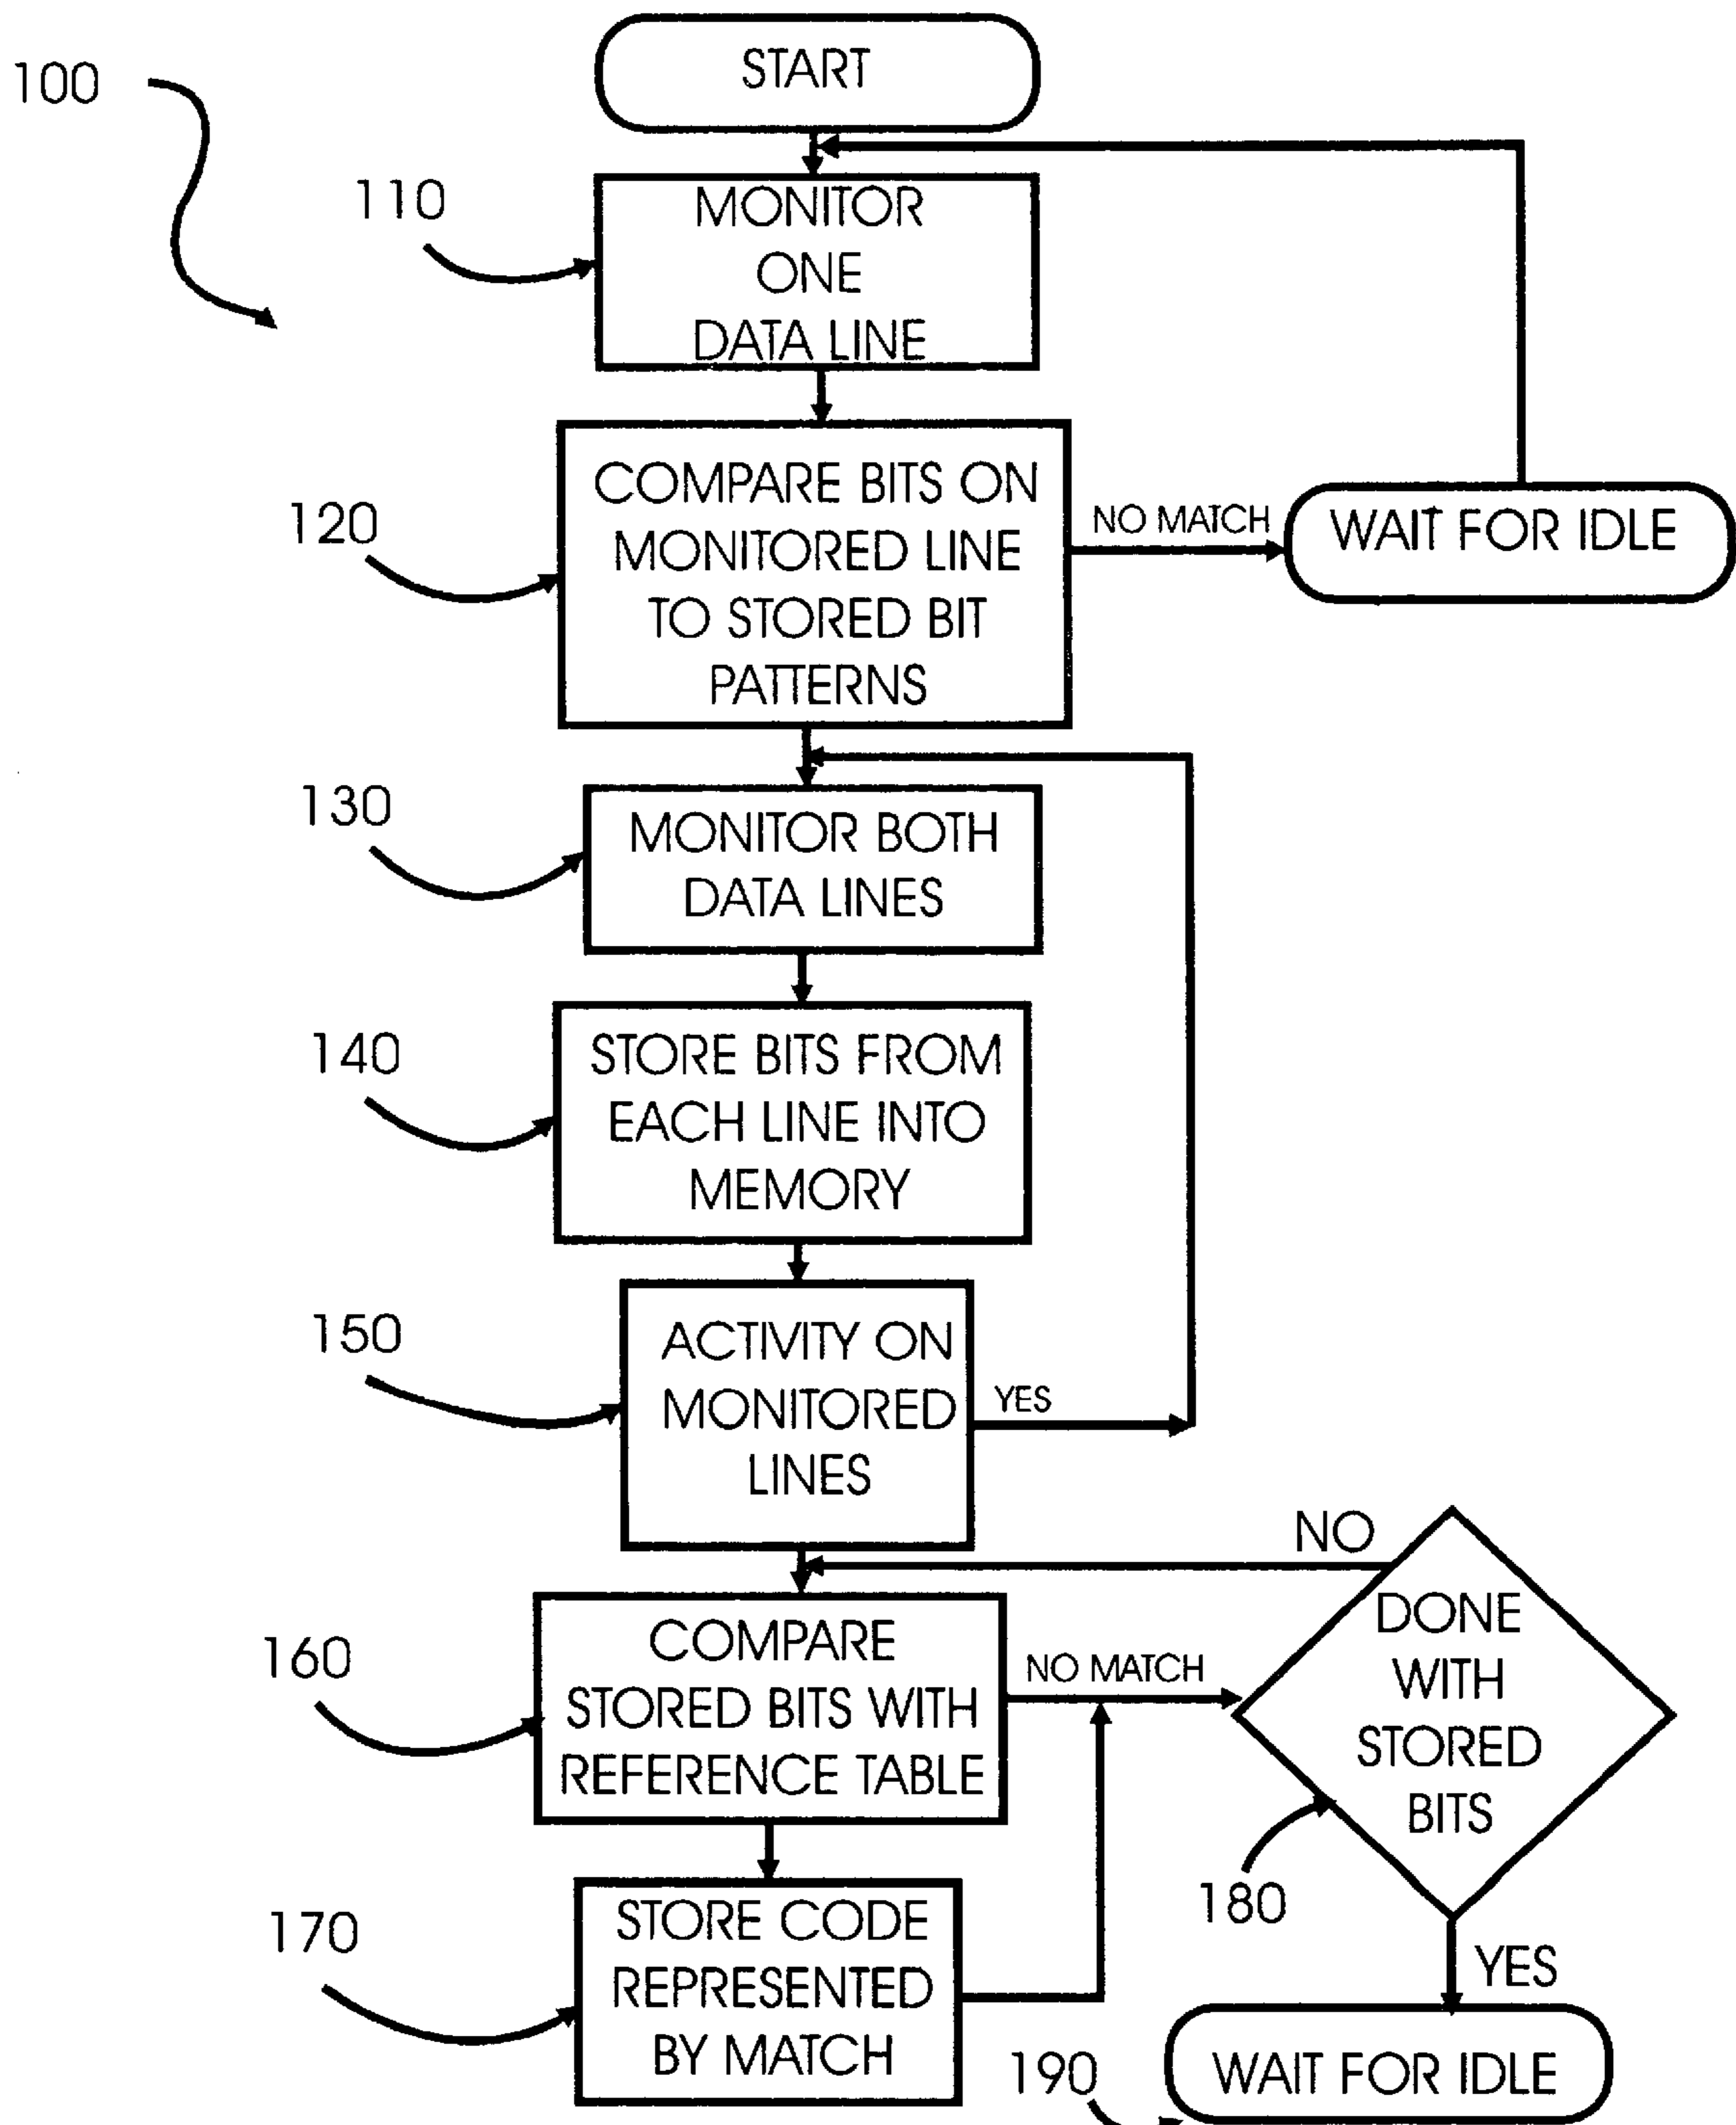 START
100
110
MONITOR
ONE
DATA LINE
120
COMPARE BITS ON
MONITORED LINE
TO STORED BIT
PATTERNS
NO MATCH
WAIT FOR IDLE
130
MONITOR BOTH
DATA LINES
140
STORE BITS FROM
EACH LINE INTO
MEMORY
150
ACTIVITY ON
MONITORED
LINES
YES
NO
160
COMPARE
STORED BITS WITH
REFERENCE TABLE
NO MATCH
DONE
WITH
STORED
BITS
180
170
STORE CODE
REPRESENTED
BY MATCH
YES
190
WAIT FOR IDLE